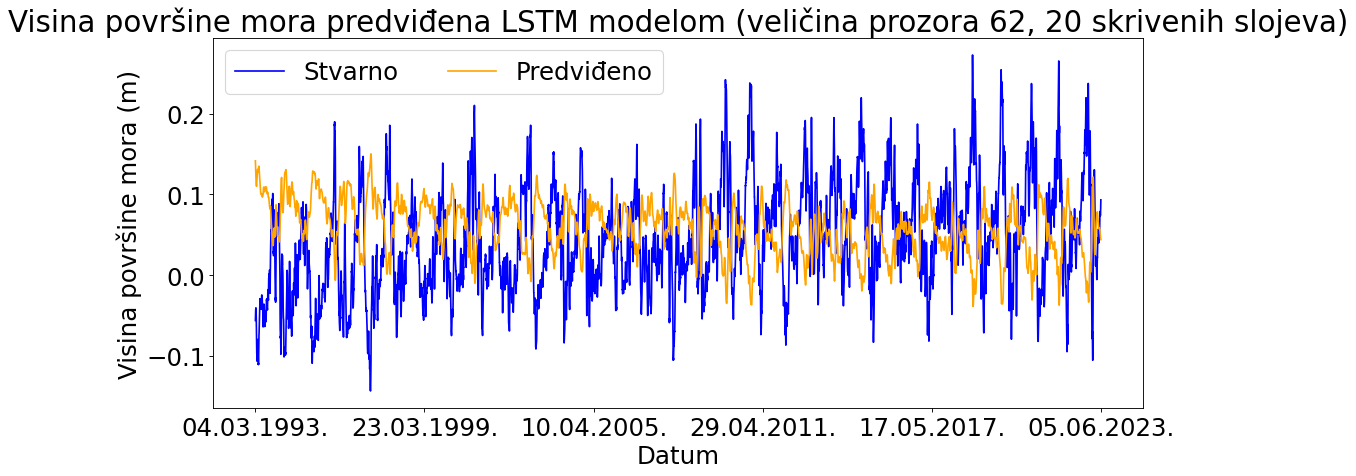 Visina površine mora predviđena LSTM modelom (veličina prozora 62, 20 skrivenih slojeva)
Stvarno
Predviđeno
Visina površine mora (m)
0.2
0.1
0.0
−0.1
04.03.1993. 23.03.1999. 10.04.2005. 29.04.2011. 17.05.2017. 05.06.2023.
Datum